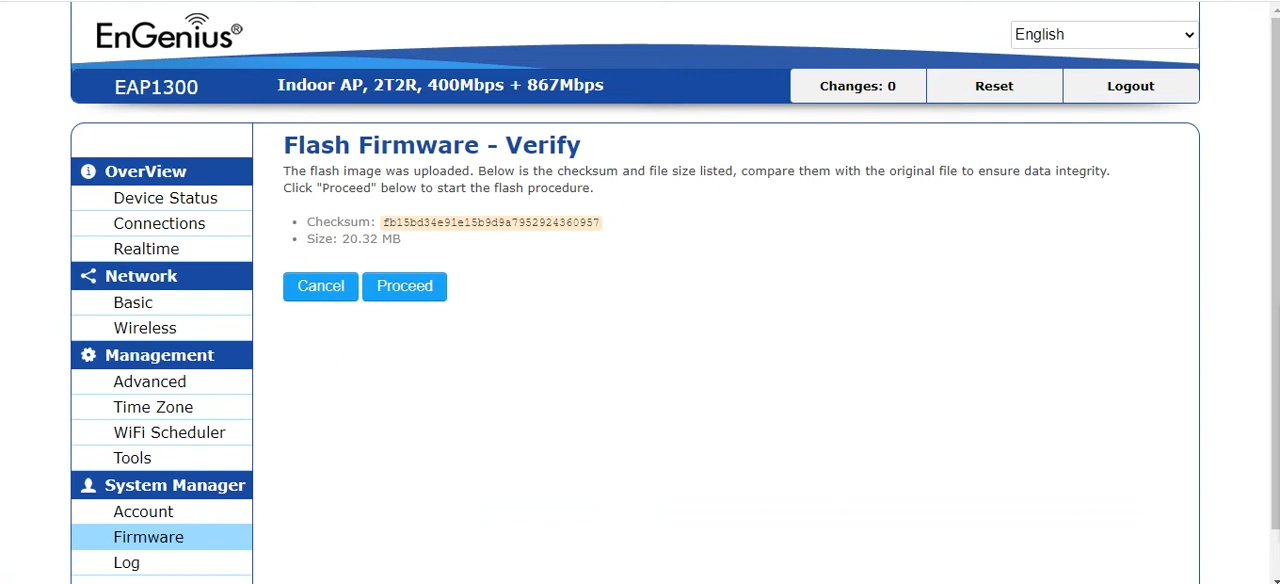 EnGenius®
English
EAP1300
Indoor AP, 2T2R, 400Mbps + 867Mbps
Changes: 0
Reset
Logout
OverView
Device Status
Connections
Realtime
Network
Basic
Wireless
Management
Advanced
Time Zone
WiFi Scheduler
Tools
System Manager
Account
Firmware
Log
Flash Firmware - Verify
The flash image was uploaded. Below is the checksum and file size listed, compare them with the original file to ensure data integrity.
Click "Proceed" below to start the flash procedure.
• Checksum: fb15bd34e91e15b9d9a7952924360957
• Size: 20.32 MB
Cancel
Proceed